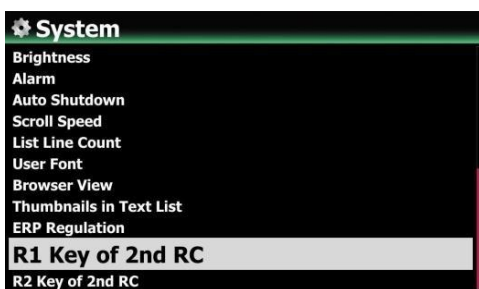 System
Brightness
Alarm
Auto Shutdown
Scroll Speed
List Line Count
User Font
Browser View
Thumbnails in Text List
ERP Regulation
R1 Key of 2nd RC
R2 Key of 2nd RC